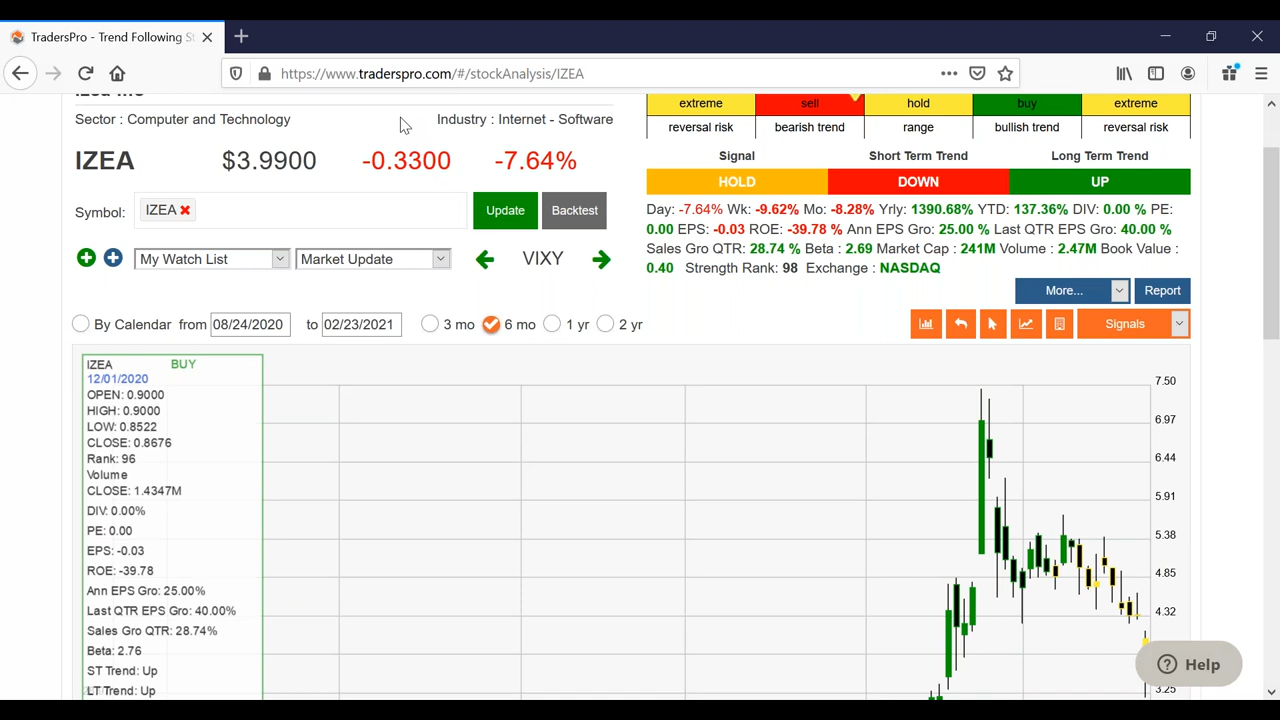 TradersPro - Trend Following St
https://www.traderspro.com/#/stockAnalysis/IZEA
Sector : Computer and Technology
Industry : Internet - Software
IZEA $3.9900 -0.3300 -7.64%
Symbol: IZEA Update Backtest
My Watch List Market Update VIXY
extreme sell hold buy extreme
reversal risk bearish trend range bullish trend reversal risk
Signal Short Term Trend Long Term Trend
HOLD DOWN UP
Day: -7.64% Wk: -9.62% Mo: -8.28% Yrly: 1390.68% YTD: 137.36% DIV: 0.00 % PE:
0.00 EPS: -0.03 ROE: -39.78 % Ann EPS Gro: 25.00 % Last QTR EPS Gro: 40.00 %
Sales Gro QTR: 28.74 % Beta : 2.69 Market Cap : 241M Volume : 2.47M Book Value :
0.40 Strength Rank: 98 Exchange : NASDAQ
More... Report
By Calendar from 08/24/2020 to 02/23/2021 3 mo 6 mo 1 yr 2 yr
Signals
IZEA BUY
12/01/2020
OPEN: 0.9000
HIGH: 0.9000
LOW: 0.8522
CLOSE: 0.8676
Rank: 96
Volume
CLOSE: 1.4347M
DIV: 0.00%
PE: 0.00
EPS: -0.03
ROE: -39.78
Ann EPS Gro: 25.00%
Last QTR EPS Gro: 40.00%
Sales Gro QTR: 28.74%
Beta: 2.76
ST Trend: Up
LT Trend: Up
7.50
6.97
6.44
5.91
5.38
4.85
4.32
3.25
Help